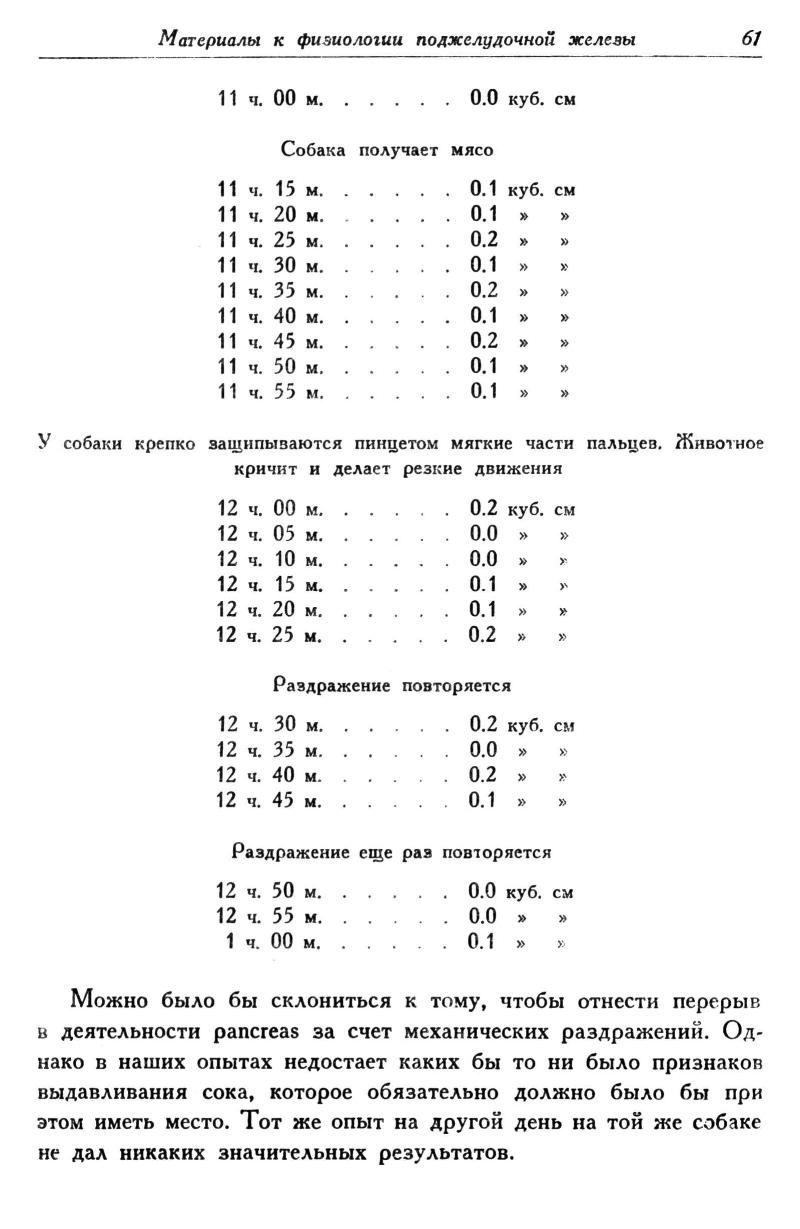 Материалы к физиологии поджелудочной железы 61
11 ч. 00 м. . . . . . 0.0 куб. см
Собака получает мясо
11 ч. 15 м. . . . . . 0.1 куб. см
11 ч. 20 м. . . . . . 0.1 » »
11 ч. 25 м. . . . . . 0.2 » »
11 ч. 30 м. . . . . . 0.1 » »
11 ч. 35 м. . . . . . 0.2 » »
11 ч. 40 м. . . . . . 0.1 » »
11 ч. 45 м. . . . . . 0.2 » »
11 ч. 50 м. . . . . . 0.1 » »
11 ч. 55 м. . . . . . 0.1 » »
У собаки крепко защипываются пинцетом мягкие части пальцев. Животное
кричит и делает резкие движения
12 ч. 00 м. . . . . . 0.2 куб. см
12 ч. 05 м. . . . . . 0.0 » »
12 ч. 10 м. . . . . . 0.0 » »
12 ч. 15 м. . . . . . 0.1 » »
12 ч. 20 м. . . . . . 0.1 » »
12 ч. 25 м. . . . . . 0.2 » »
Раздражение повторяется
12 ч. 30 м. . . . . . 0.2 куб. см
12 ч. 35 м. . . . . . 0.0 » »
12 ч. 40 м. . . . . . 0.2 » »
12 ч. 45 м. . . . . . 0.1 » »
Раздражение еще раз повторяется
12 ч. 50 м. . . . . . 0.0 куб. см
12 ч. 55 м. . . . . . 0.0 » »
1 ч. 00 м. . . . . . 0.1 » »
Можно было бы склониться к тому, чтобы отнести перерыв
в деятельности pancreas за счет механических раздражений. Од-
нако в наших опытах недостает каких бы то ни было признаков
выдавливания сока, которое обязательно должно было бы при
этом иметь место. Тот же опыт на другой день на той же собаке
не дал никаких значительных результатов.